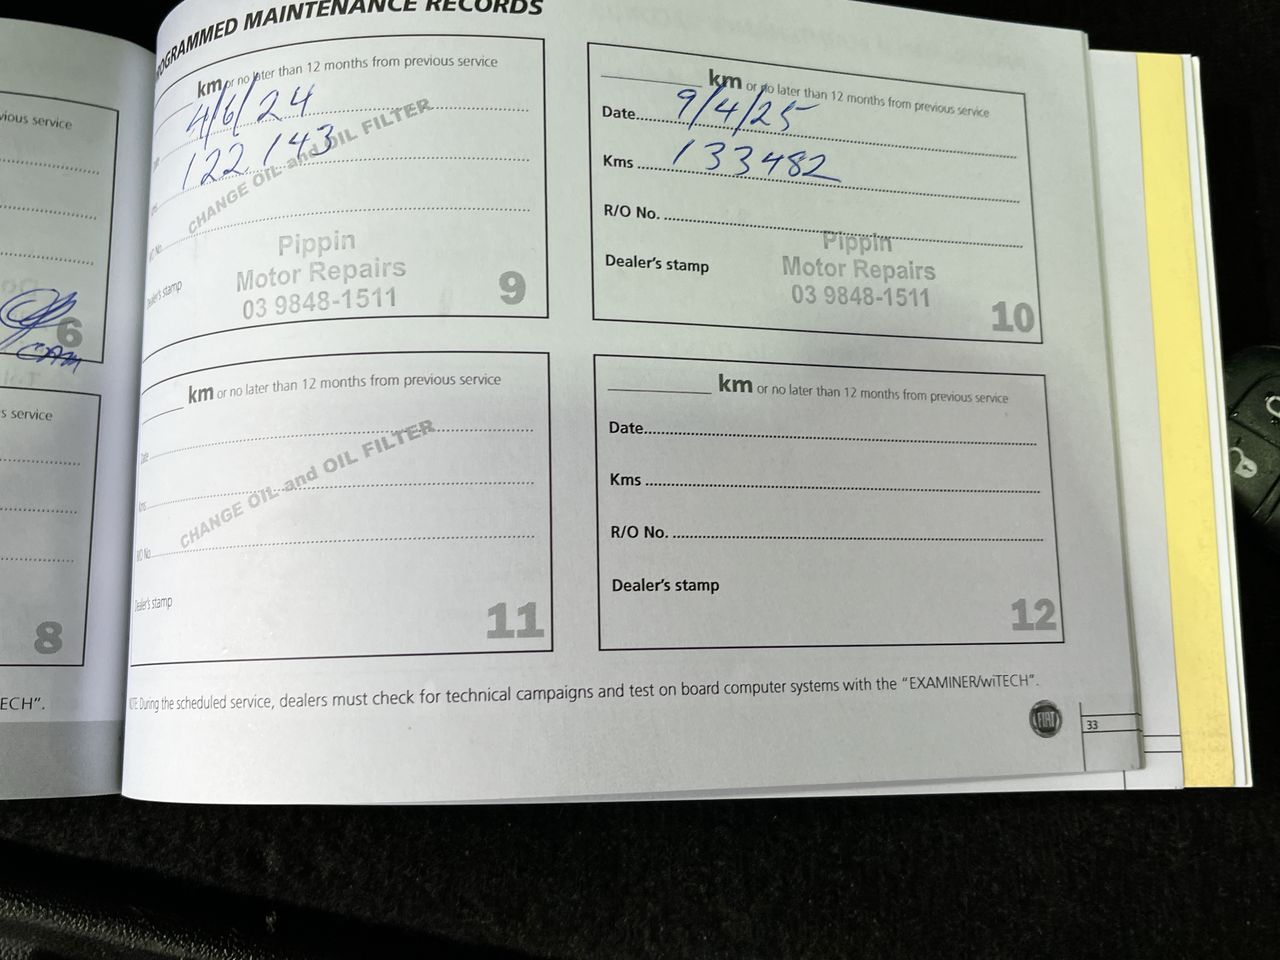 PROGRAMMED MAINTENANCE RECORDS
vious service
6
s service
8
ECH".
km or no later than 12 months from previous service
4/6/24
122 143
CHANGE OIL and OIL FILTER
R/O No.
Dealer's stamp
Pippin
Motor Repairs
03 9848-1511
9
km or no later than 12 months from previous service
Date 9/4/25
Kms 133482
R/O No.
Dealer's stamp
Pippin
Motor Repairs
03 9848-1511
10
km or no later than 12 months from previous service
Date
Kms
CHANGE OIL and OIL FILTER
R/O No.
Dealer's stamp
11
km or no later than 12 months from previous service
Date
Kms
R/O No.
Dealer's stamp
12
NOTE: During the scheduled service, dealers must check for technical campaigns and test on board computer systems with the "EXAMINER/wiTECH".
FIAT
33